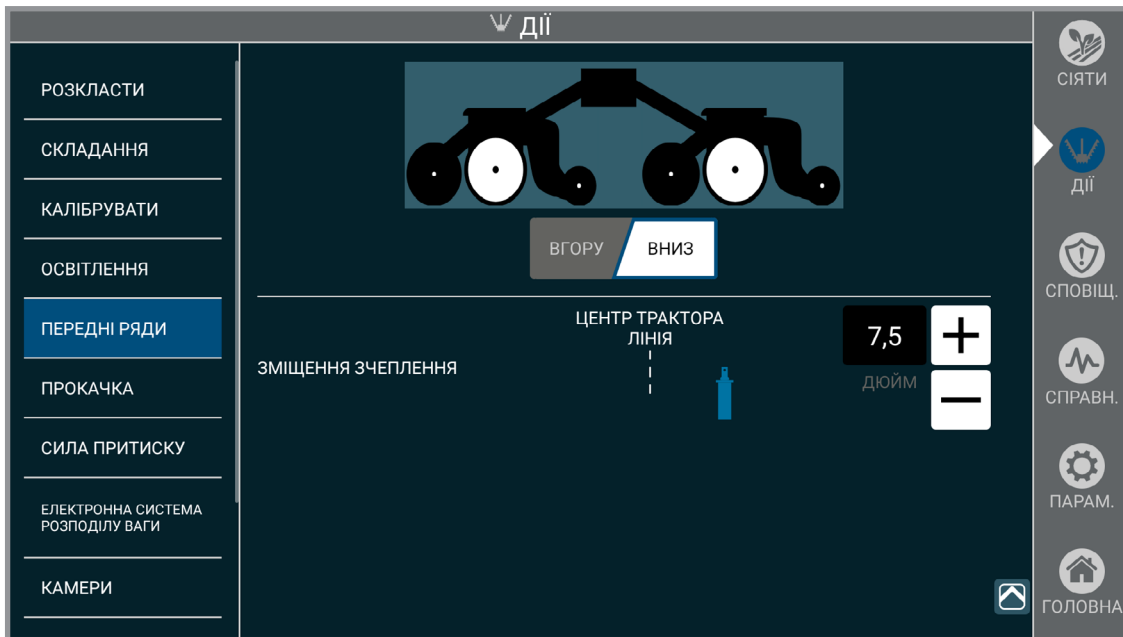 ДІЇ
РОЗКЛАСТИ
СКЛАДАННЯ
КАЛІБРУВАТИ
ОСВІТЛЕННЯ
ПЕРЕДНІ РЯДИ
ПРОКАЧКА
СИЛА ПРИТИСКУ
ЕЛЕКТРОННА СИСТЕМА
РОЗПОДІЛУ ВАГИ
КАМЕРИ
ВГОРУ
ВНИЗ
ЦЕНТР ТРАКТОРА
ЛІНІЯ
ЗМІЩЕННЯ ЗЧЕПЛЕННЯ
7,5
ДЮЙМ
СІЯТИ
ДІЇ
СПОВІЩ.
СПРАВН.
ПАРАМ.
ГОЛОВНА